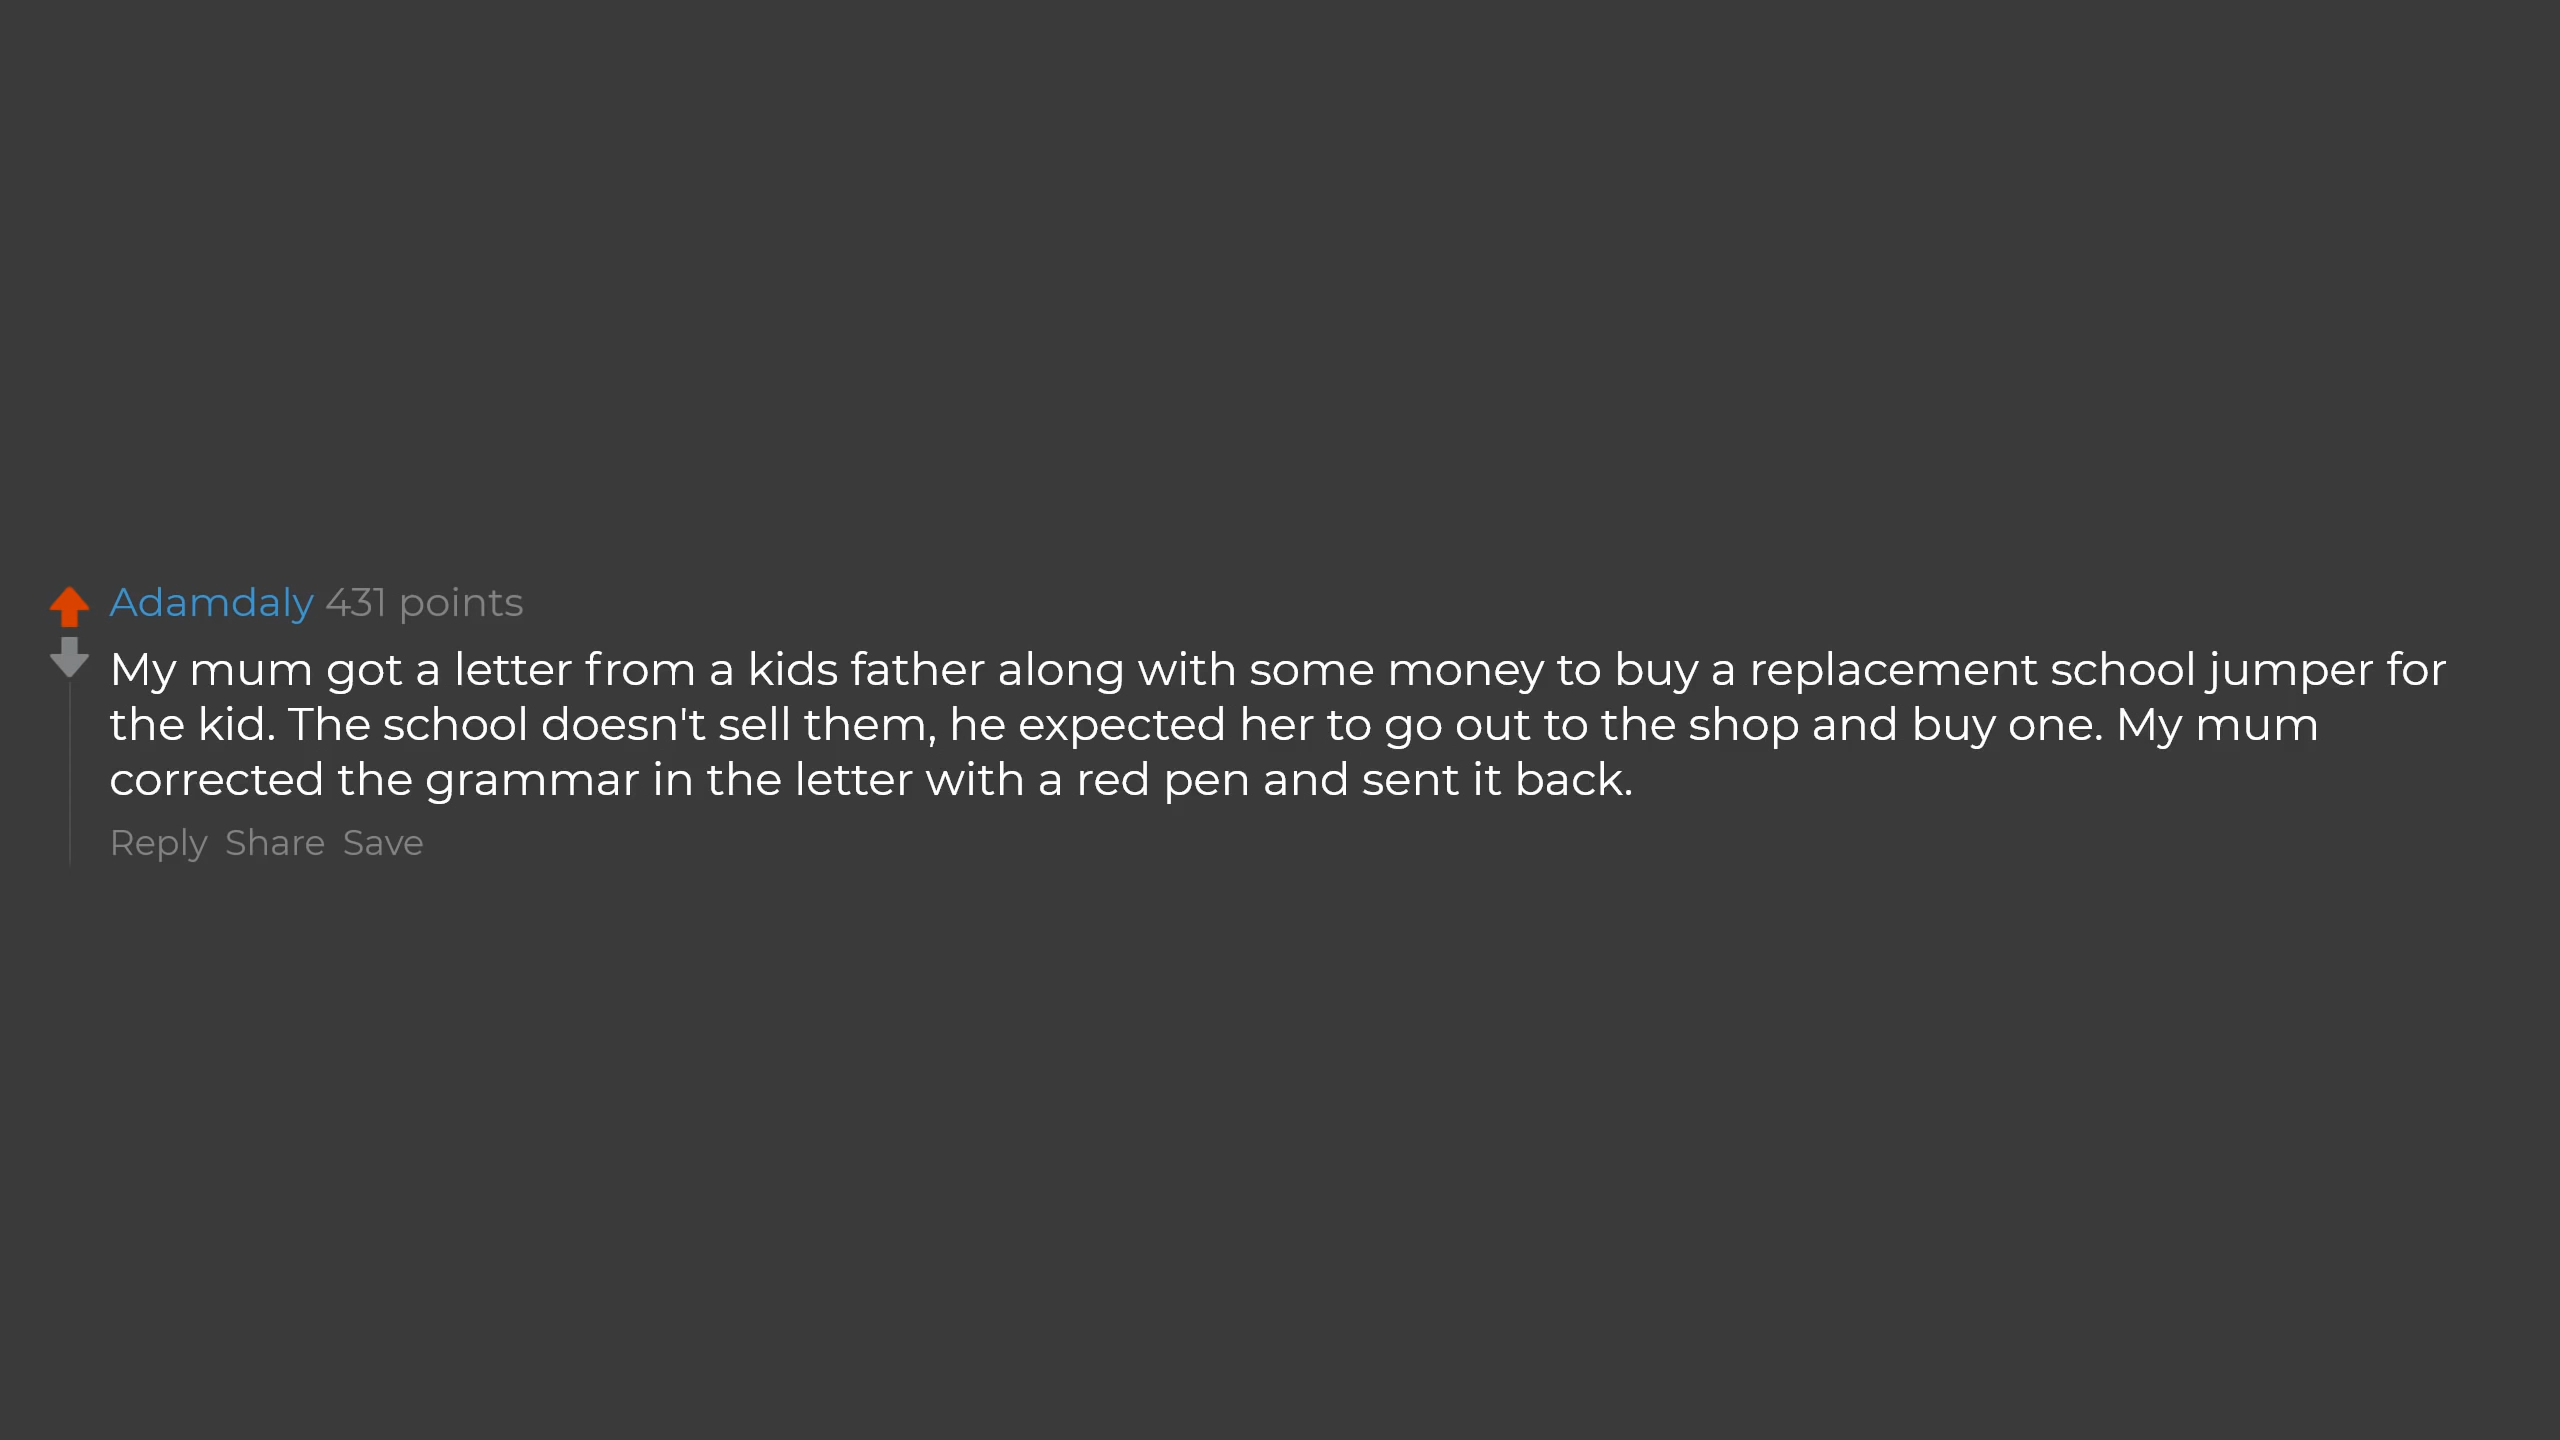 Adamdaly 431 points
My mum got a letter from a kids father along with some money to buy a replacement school jumper for
the kid. The school doesn't sell them, he expected her to go out to the shop and buy one. My mum
corrected the grammar in the letter with a red pen and sent it back.
Reply Share Save